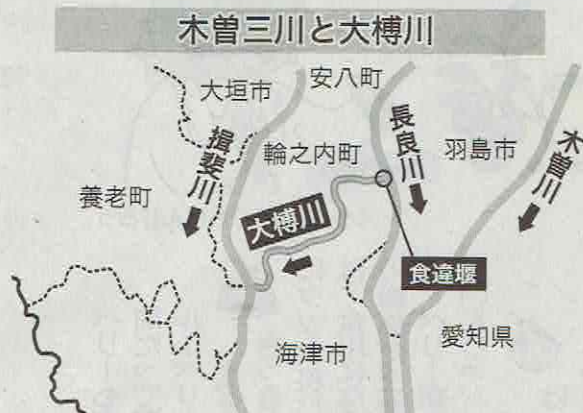 木曽三川と大榑川
大垣市
安八町
揖斐川
輪之内町
長良川
羽島市
木曽川
養老町
大榑川
食違堰
海津市
愛知県